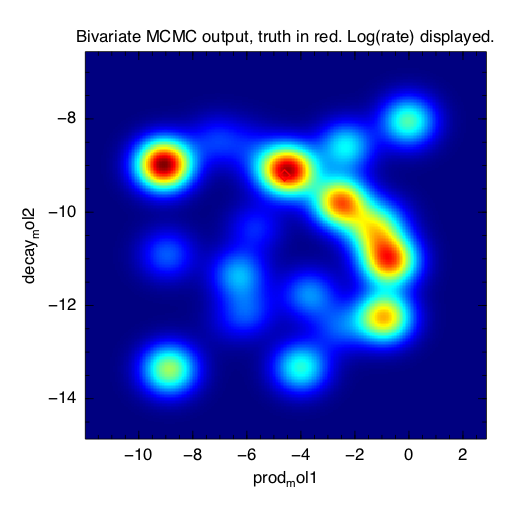 Bivariate MCMC output, truth in red. Log(rate) displayed.
−8
−10
−12
−14
decay_mol2
−10 −8 −6 −4 −2 0 2
prod_mol1